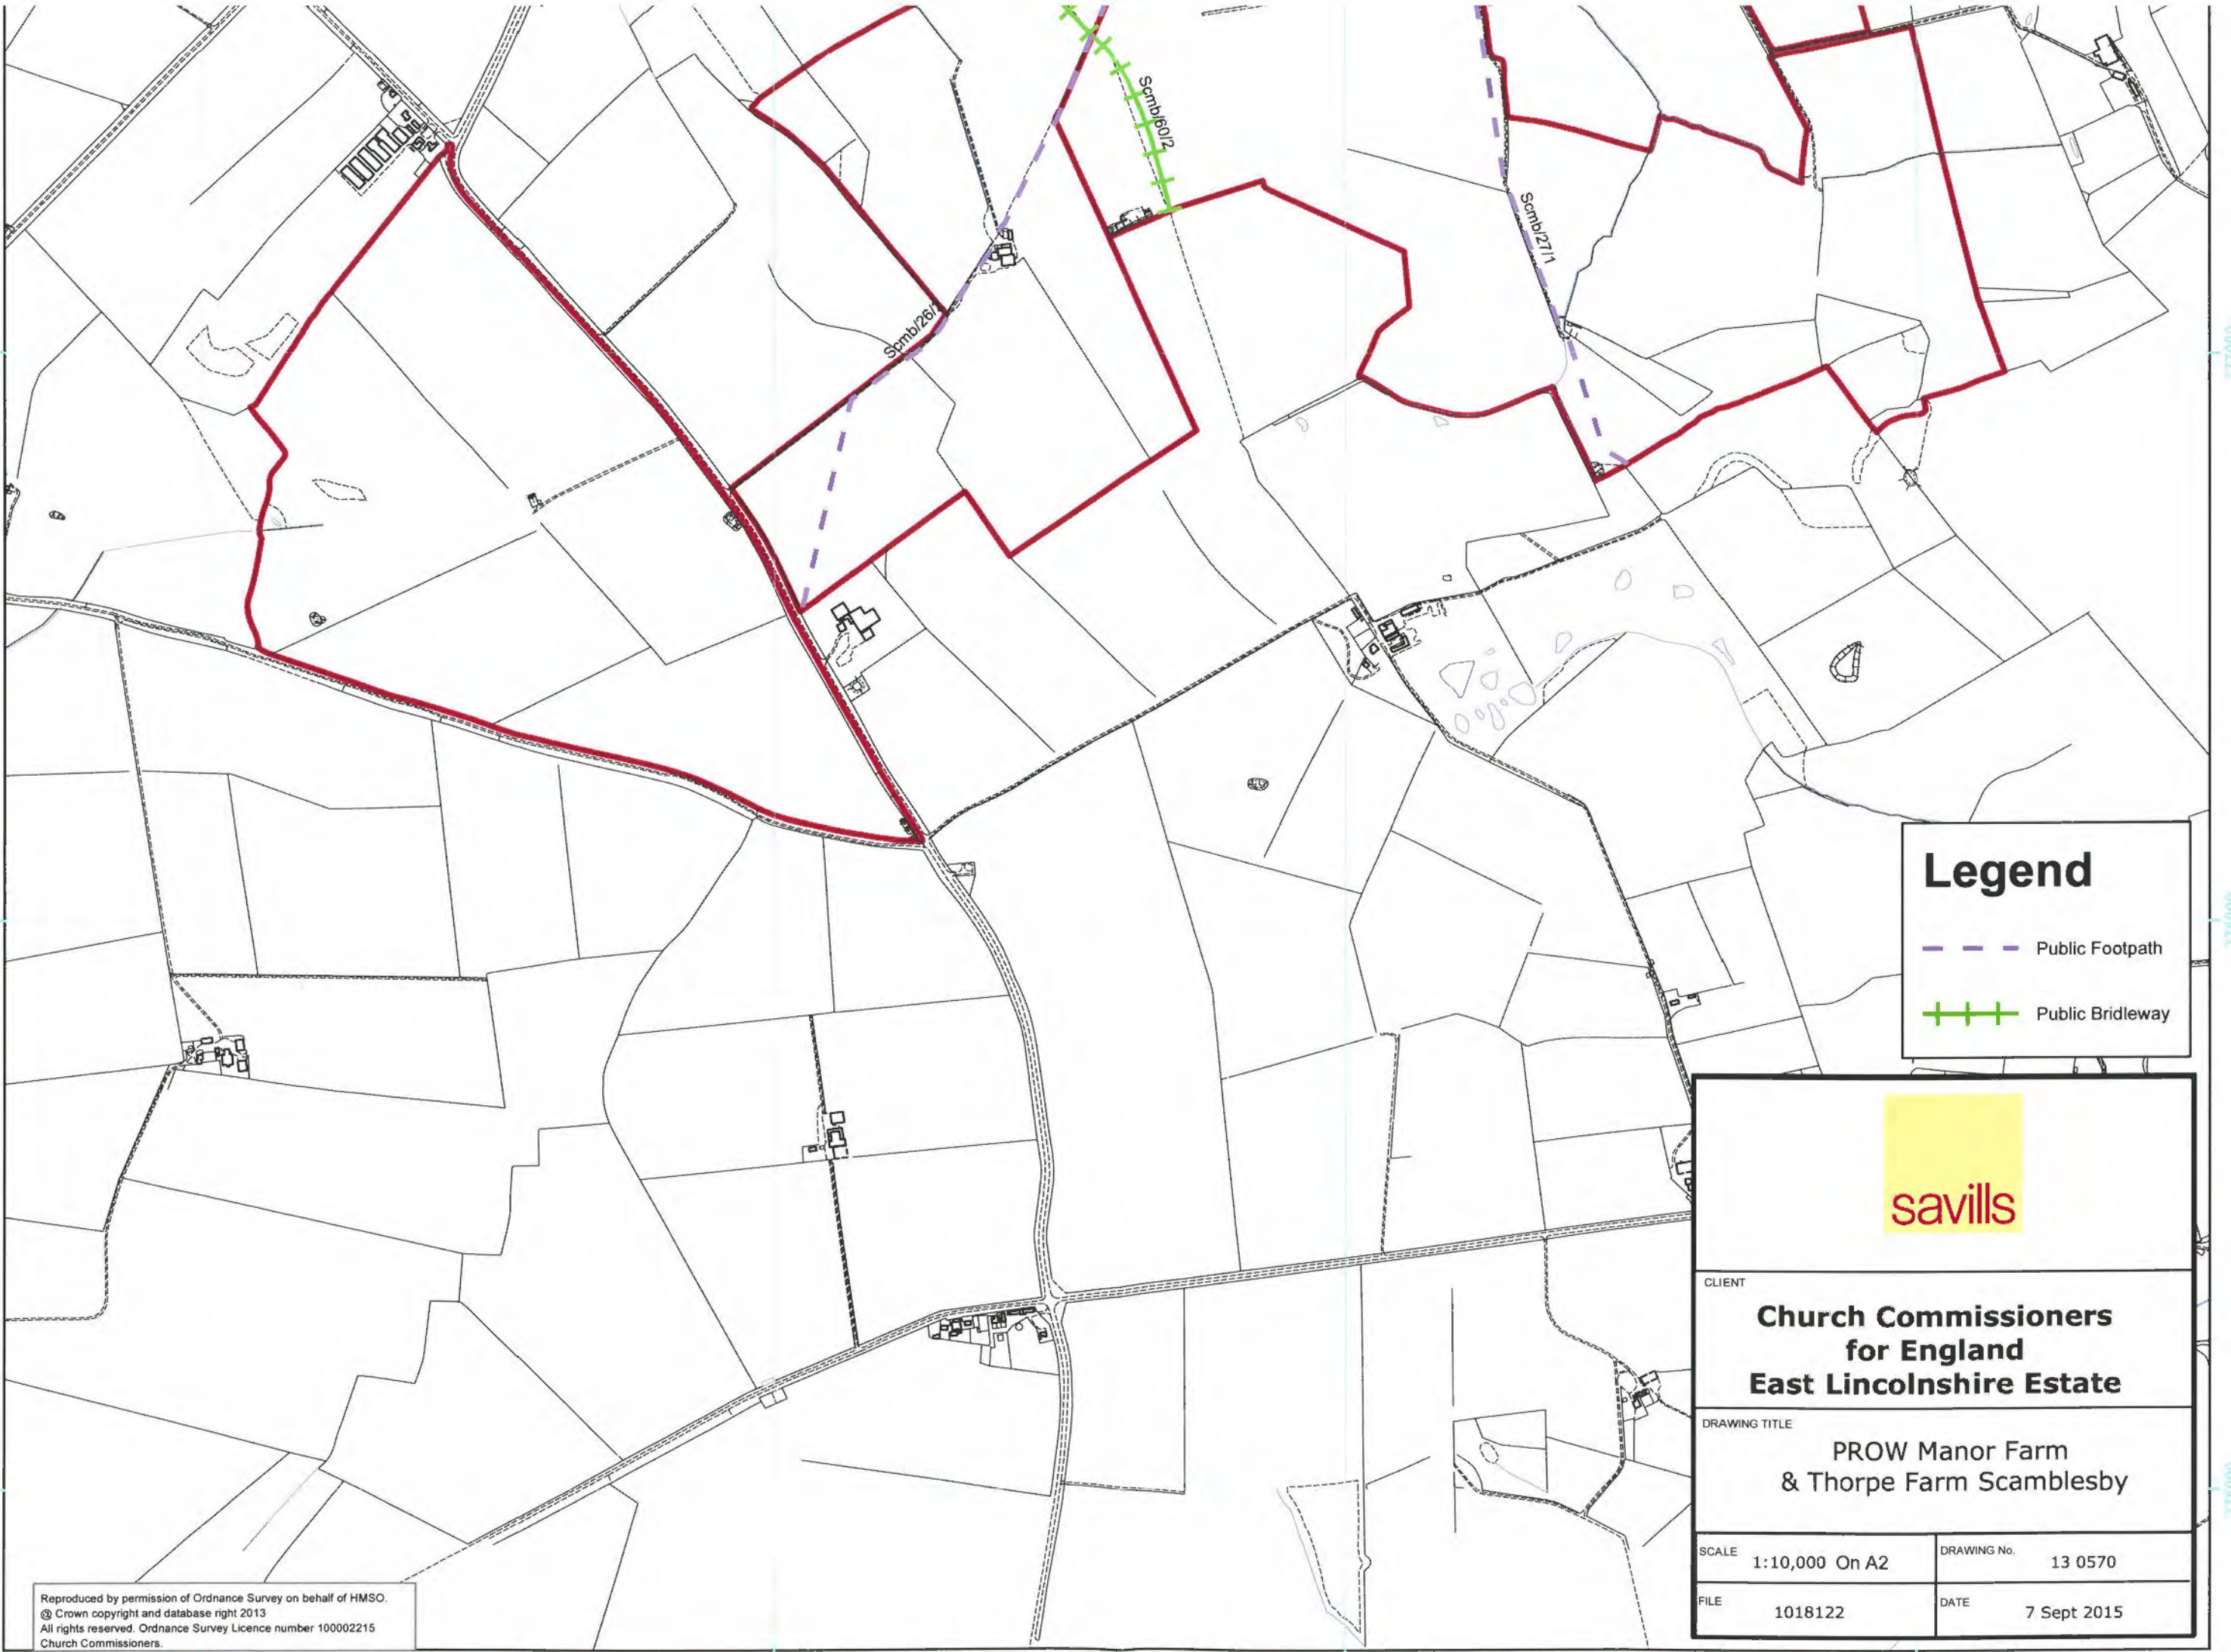 Scmb/60/2
Scmb/27/1
Scmb/26/
Legend
Public Footpath
Public Bridleway
savills
CLIENT
Church Commissioners
for England
East Lincolnshire Estate
DRAWING TITLE
PROW Manor Farm
& Thorpe Farm Scamblesby
SCALE
1:10,000 On A2
DRAWING No.
13 0570
FILE
1018122
DATE
7 Sept 2015
Reproduced by permission of Ordnance Survey on behalf of HMSO.
@ Crown copyright and database right 2013
All rights reserved. Ordnance Survey Licence number 100002215
Church Commissioners.